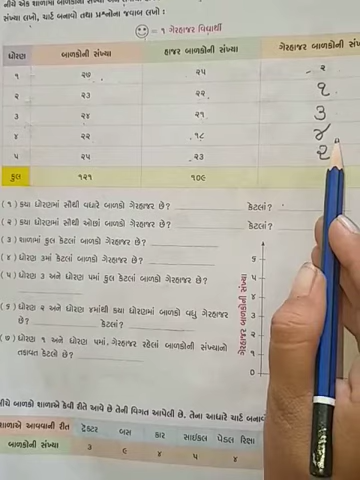 નીચે એક શાળામાં બાળકોની સંખ્યા અને
સંખ્યા લખો, ચાર્ટ બનાવો તથા પ્રશ્નોના જવાબ લખો :
= ૧ ગેરહાજર વિદ્યાર્થી
ધોરણ બાળકોની સંખ્યા હાજર બાળકોની સંખ્યા ગેરહાજર બાળકોની
૧ ૨૭ ૨૫ ૨
૨ ૨૩ ૨૨ ૧
૩ ૨૪ ૨૧ ૩
૪ ૨૨ ૧૮ ૪
૫ ૨૫ ૨૩ ૨
કુલ ૧૨૧ ૧૦૯
(૧) કયા ધોરણમાં સૌથી વધારે બાળકો ગેરહાજર છે? કેટલાં?
(૨) કયા ધોરણમાં સૌથી ઓછાં બાળકો ગેરહાજર છે? કેટલાં?
(૩) શાળામાં કુલ કેટલાં બાળકો ગેરહાજર છે?
(૪) ધોરણ ૩માં કેટલાં બાળકો ગેરહાજર છે?
(૫) ધોરણ ૩ અને ધોરણ ૫માં કુલ કેટલાં બાળકો ગેરહાજર છે?
(૬) ધોરણ ૨ અને ધોરણ ૪માંથી કયા ધોરણમાં બાળકો વધુ ગેરહાજર
છે? કેટલાં?
(૭) ધોરણ ૧ અને ધોરણ ૫માં ગેરહાજર રહેલાં બાળકોની સંખ્યાનો
તફાવત કેટલો છે?
ગેરહાજર બાળકોની સંખ્યા
૬
૫
૪
૩
૨
૧
૦
નીચે બાળકો શાળાએ કેવી રીતે આવે છે તેની વિગત આપેલી છે. તેના આધારે ચાર્ટ
શાળાએ આવવાની રીત ટ્રેક્ટર બસ કાર સાઇકલ પેડલ રિક્ષા
બાળકોની સંખ્યા ૩ ૯ ૪ ૫ ૪